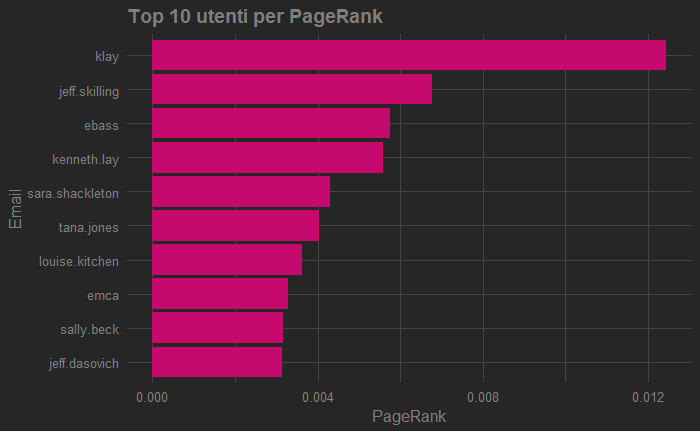 Top 10 utenti per PageRank
klay
jeff.skilling
ebass
kenneth.lay
sara.shackleton
tana.jones
louise.kitchen
emca
sally.beck
jeff.dasovich
Email
0.000 0.004 0.008 0.012
PageRank